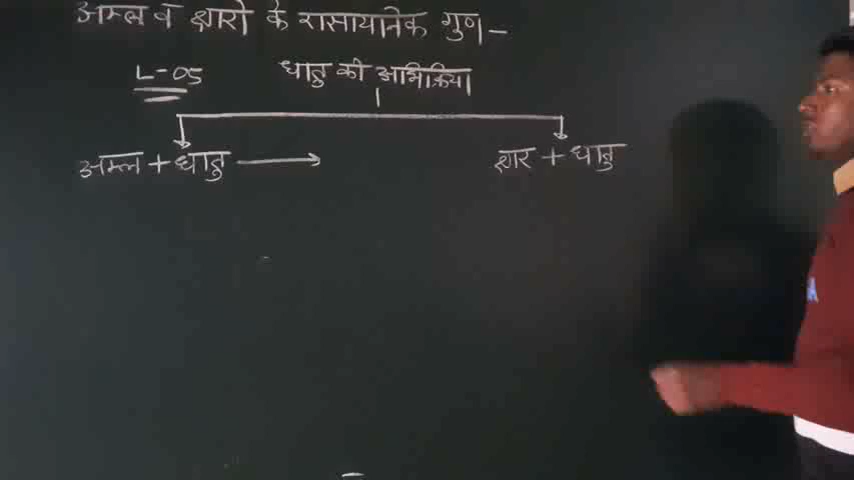 अम्ल व क्षारो के रासायनिक गुण-
L-05 धातु की अभिक्रिया
अम्ल + धातु → क्षार + धातु